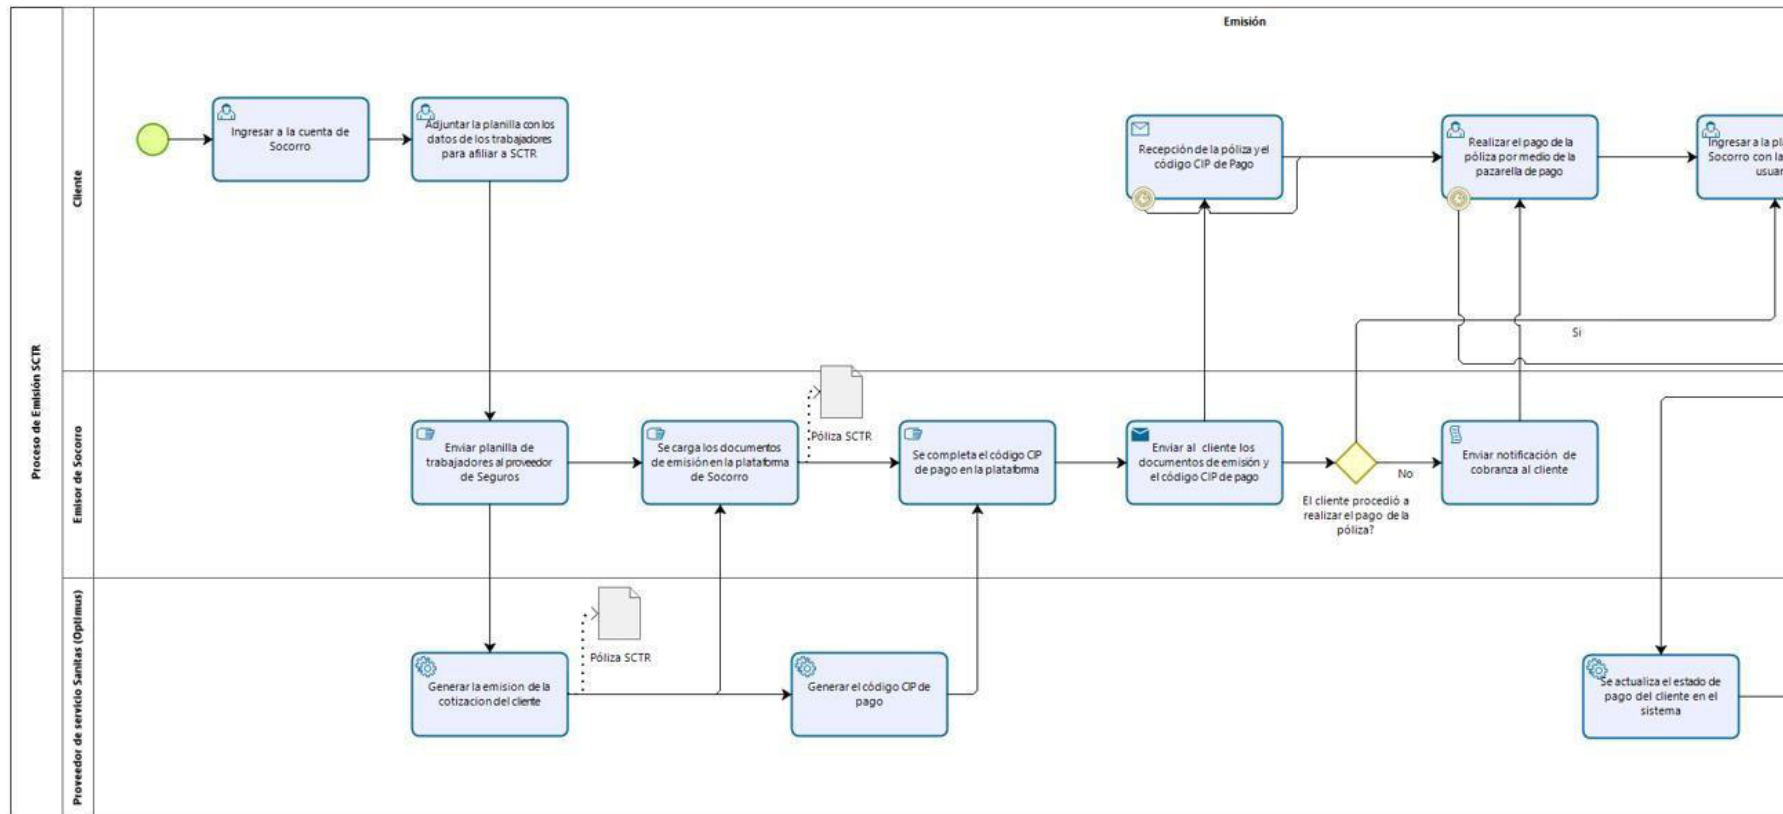 Emisión
Proceso de Emisión SCTR
Cliente
Ingresar a la cuenta de
Socorro
Adjuntar la planilla con los
datos de los trabajadores
para afiliar a SCTR
Recepción de la póliza y el
código CIP de Pago
Realizar el pago de la
póliza por medio de la
pazarella de pago
Ingresar a la pla
Socorro con la
usuar
Si
Emisor de Socorro
Enviar planilla de
trabajadores al proveedor
de Seguros
Se carga los documentos
de emisión en la plataforma
de Socorro
Póliza SCTR
Se completa el código CIP
de pago en la plataforma
Enviar al cliente los
documentos de emisión y
el código CIP de pago
No
El cliente procedió a
realizar el pago de la
póliza?
Enviar notificación de
cobranza al cliente
Proveedor de servicio Sanitas (Optimus)
Generar la emision de la
cotizacion del cliente
Póliza SCTR
Generar el código CIP de
pago
Se actualiza el estado de
pago del cliente en el
sistema